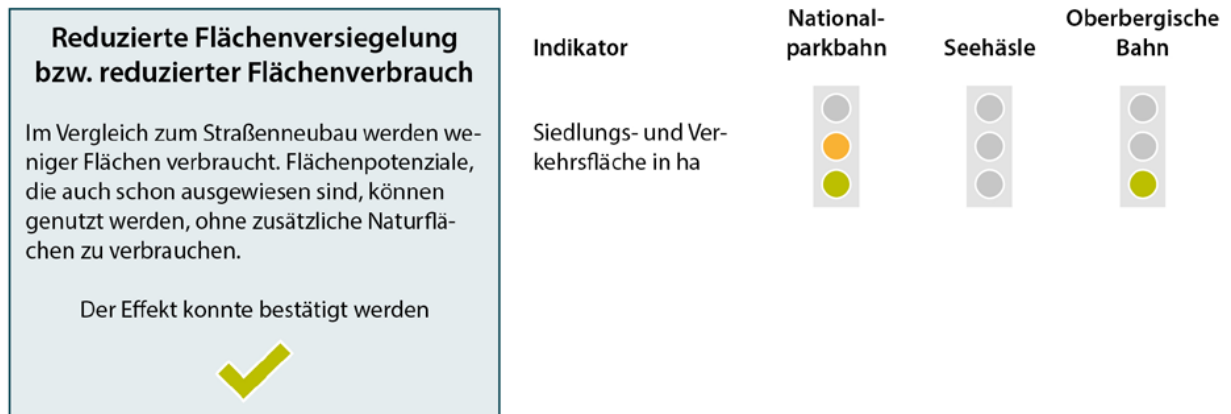 Reduzierte Flächenversiegelung
bzw. reduzierter Flächenverbrauch
Im Vergleich zum Straßenneubau werden we-
niger Flächen verbraucht. Flächenpotenziale,
die auch schon ausgewiesen sind, können
genutzt werden, ohne zusätzliche Naturflä-
chen zu verbrauchen.
Der Effekt konnte bestätigt werden
Indikator
National-
parkbahn
Seehäsle
Oberbergische
Bahn
Siedlungs- und Ver-
kehrsfläche in ha